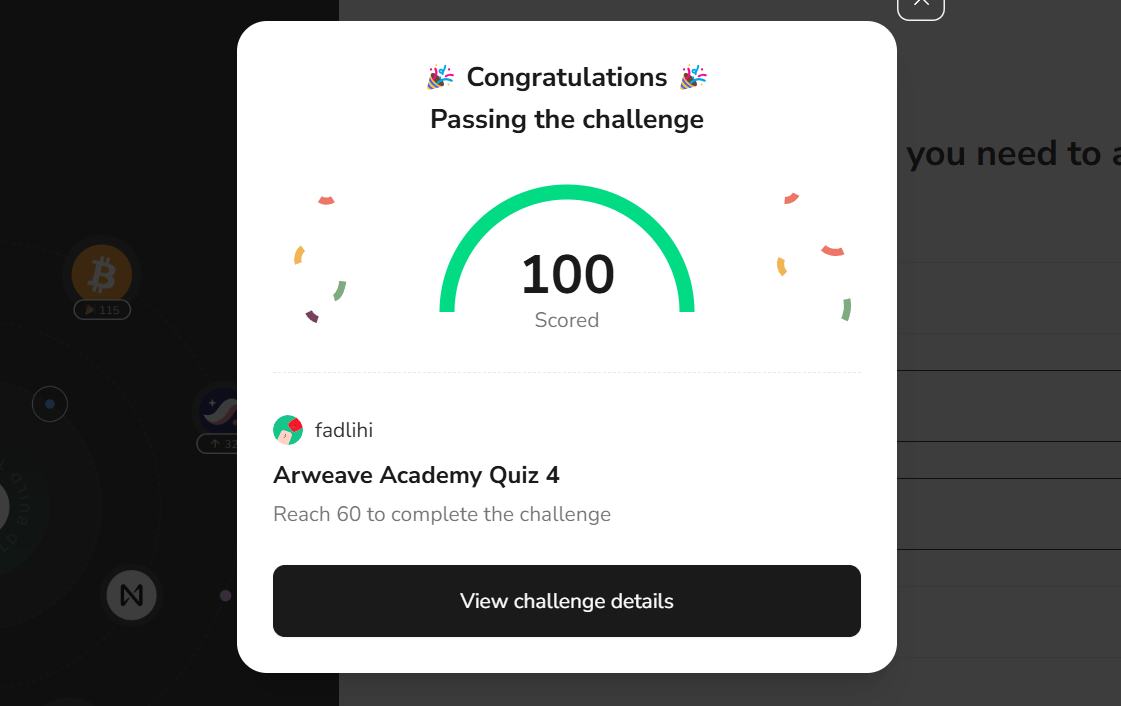 Congratulations
Passing the challenge
you need to
100
Scored
115
32
fadlihi
Arweave Academy Quiz 4
Reach 60 to complete the challenge
View challenge details